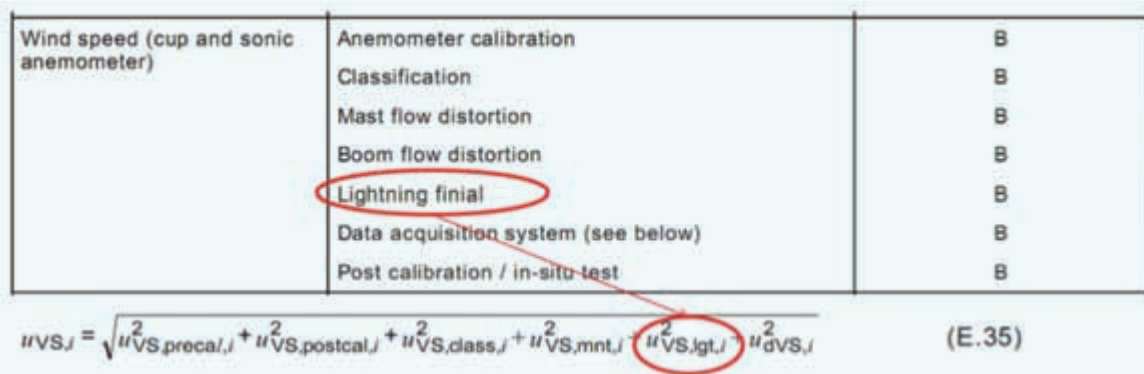 Wind speed (cup and sonic anemometer) Anemometer calibration B
Classification B
Mast flow distortion B
Boom flow distortion B
Lightning finial B
Data acquisition system (see below) B
Post calibration / in-situ test B
uVS,i = √u²VS,precal,i + u²VS,postcal,i + u²VS,class,i + u²VS,mnt,i + u²VS,lgt,i + u²dVS,i (E.35)